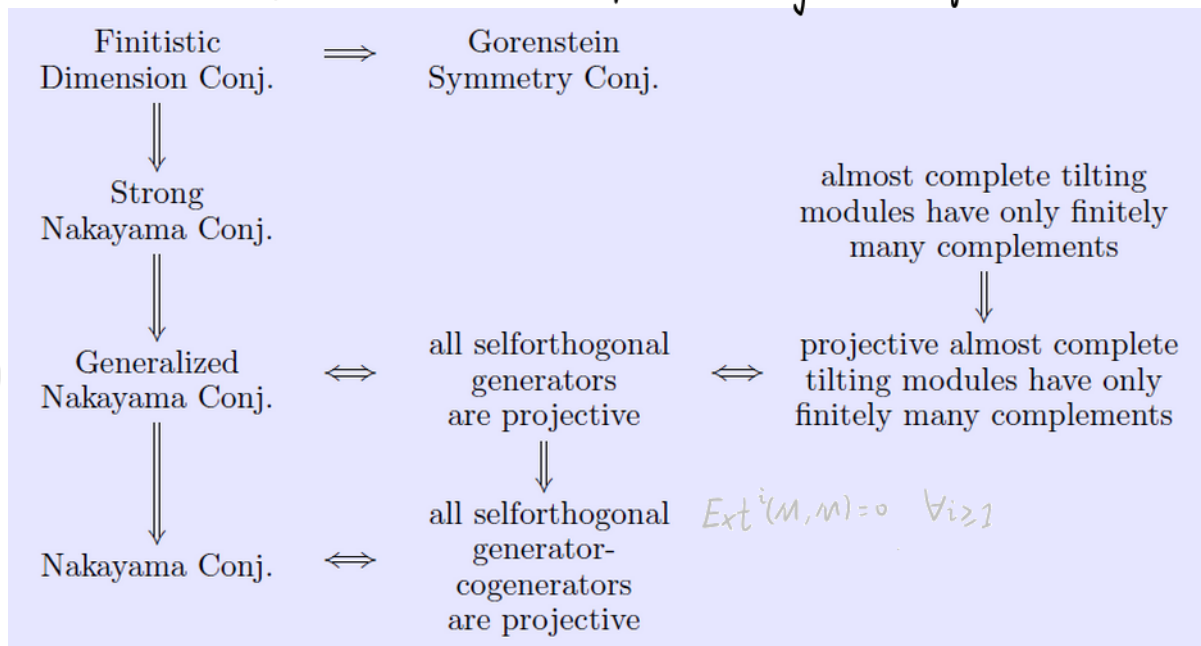 Finitistic
Dimension Conj.
⟹
Gorenstein
Symmetry Conj.
⇓
Strong
Nakayama Conj.
almost complete tilting
modules have only finitely
many complements
⇓
⇓
Generalized
Nakayama Conj.
⟺
all selforthogonal
generators
are projective
⟺
projective almost complete
tilting modules have only
finitely many complements
⇓
⇓
Nakayama Conj.
⟺
all selforthogonal
generator-
cogenerators
are projective
Ext^i(M,M)=0 ∀i≥1